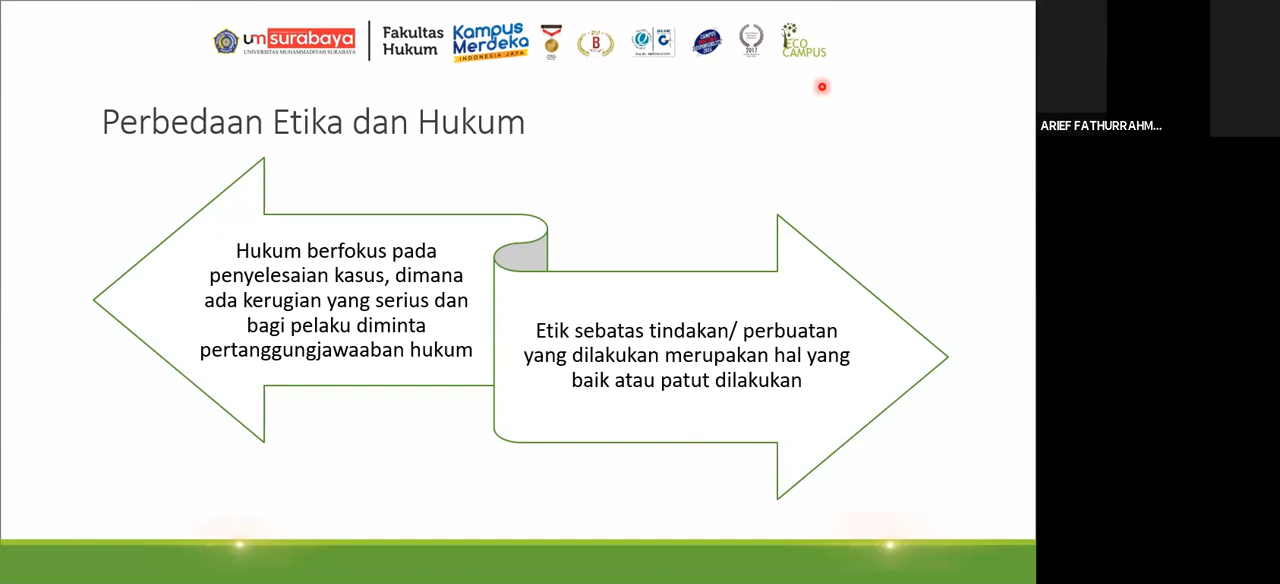 um surabaya
UNIVERSITAS MUHAMMADIYAH SURABAYA
Fakultas
Hukum
Kampus
Merdeka
INDONESIA JAYA
B
2017
ECO
CAMPUS
ARIEF FATHURRAHM...
Perbedaan Etika dan Hukum
Hukum berfokus pada
penyelesaian kasus, dimana
ada kerugian yang serius dan
bagi pelaku diminta
pertanggungjawaaban hukum
Etik sebatas tindakan/ perbuatan
yang dilakukan merupakan hal yang
baik atau patut dilakukan